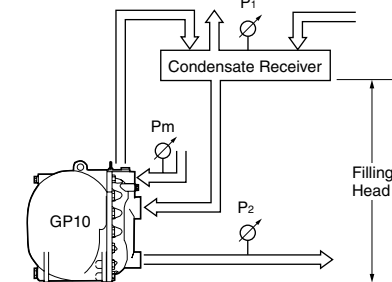 P₁
Condensate Receiver
Pm
Filling
Head
GP10
P₂